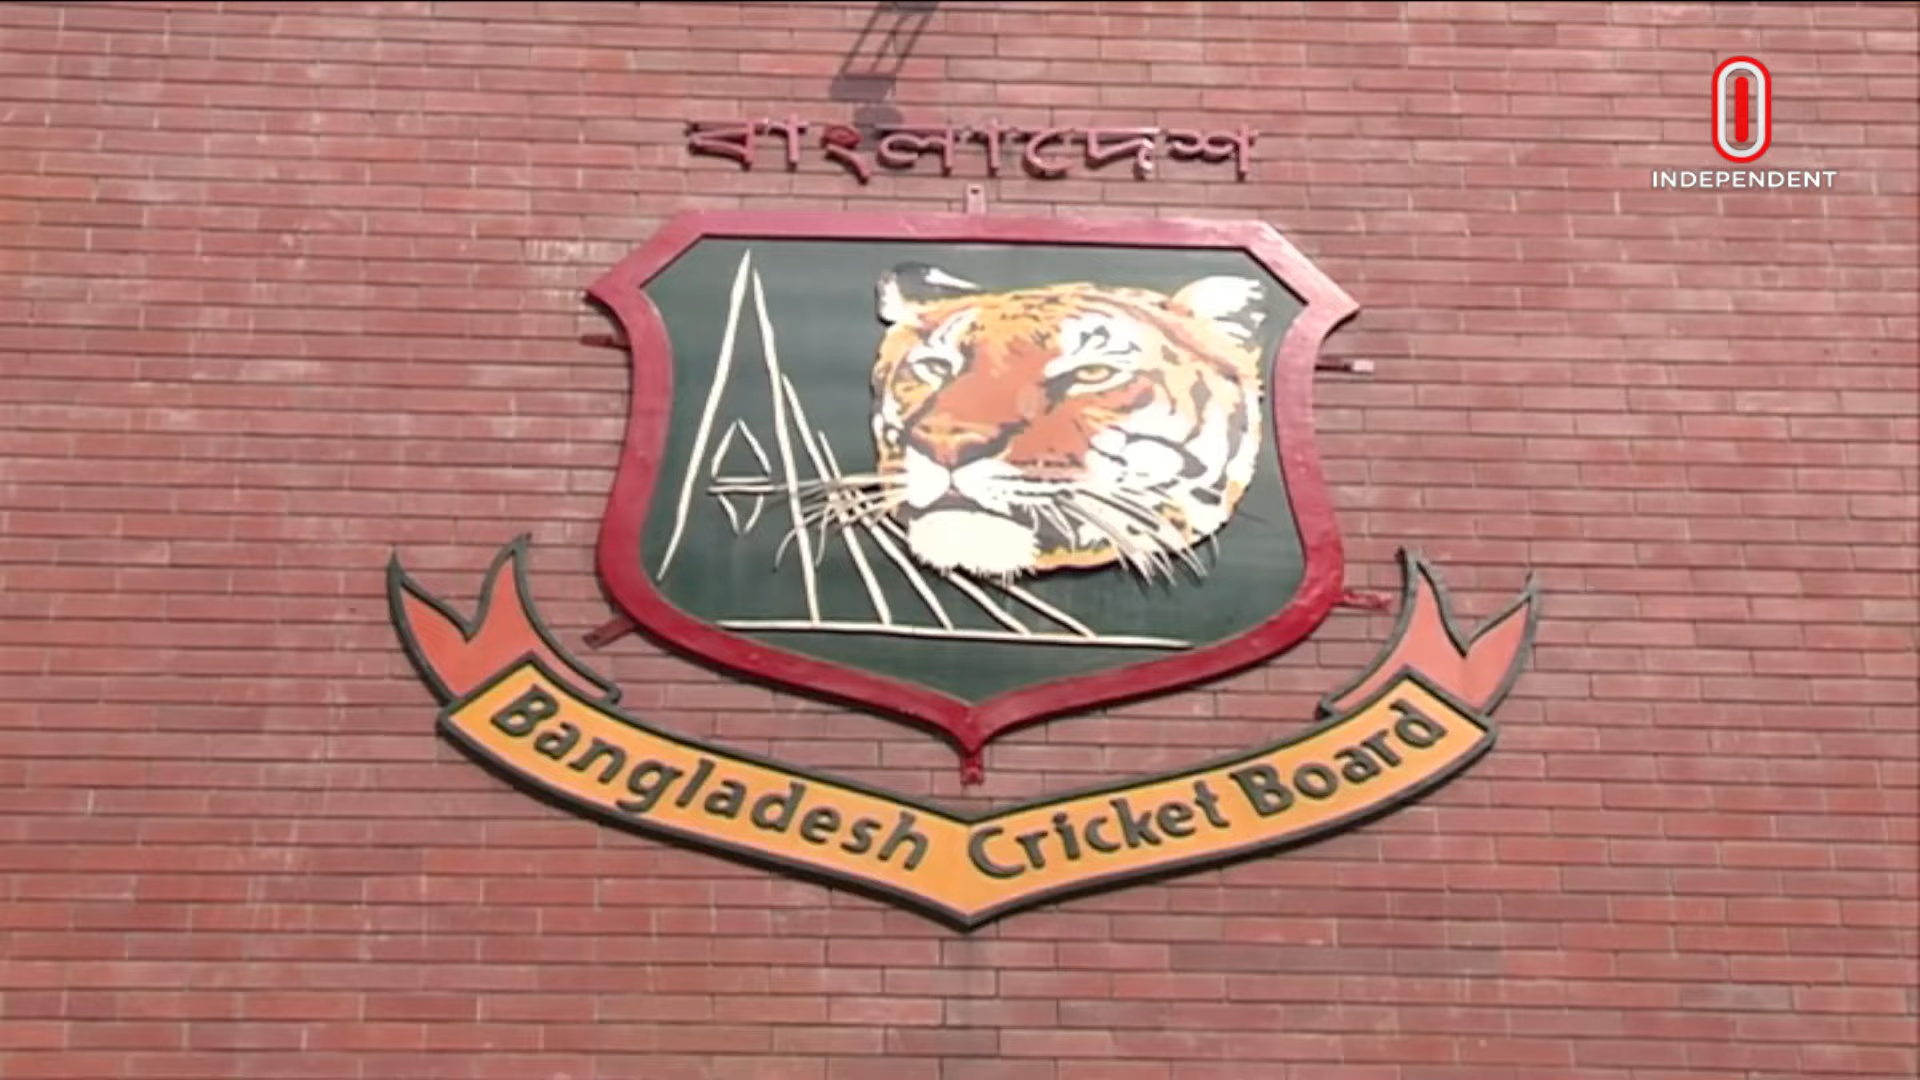 বাংলাদেশ
INDEPENDENT
Bangladesh Cricket Board